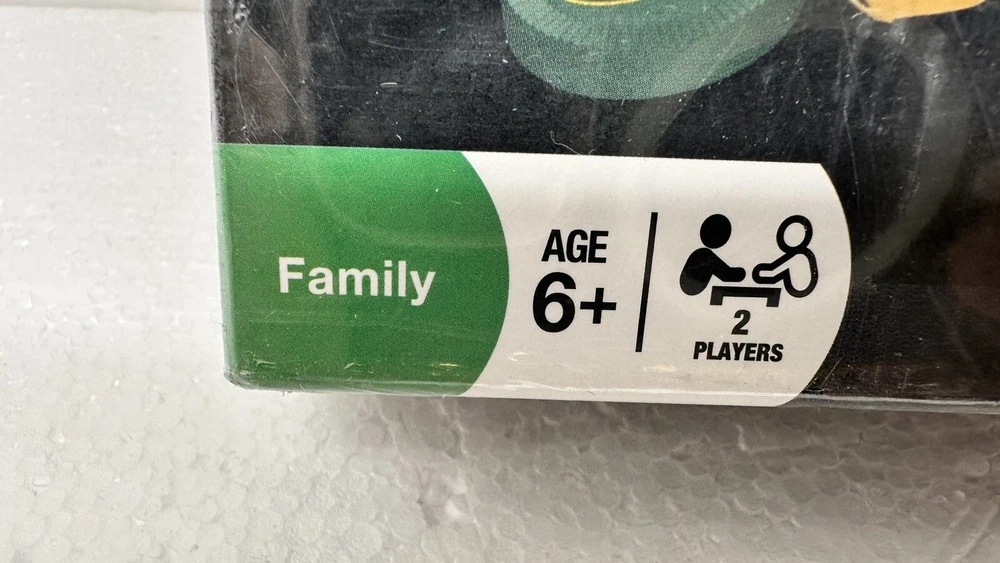 Family
AGE
6+
2
PLAYERS